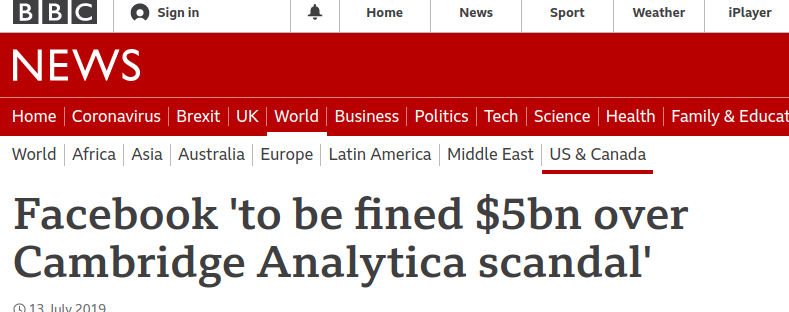 BBC Sign in Home News Sport Weather iPlayer
NEWS
Home Coronavirus Brexit UK World Business Politics Tech Science Health Family & Educat
World Africa Asia Australia Europe Latin America Middle East US & Canada
Facebook 'to be fined $5bn over
Cambridge Analytica scandal'
13 July 2019